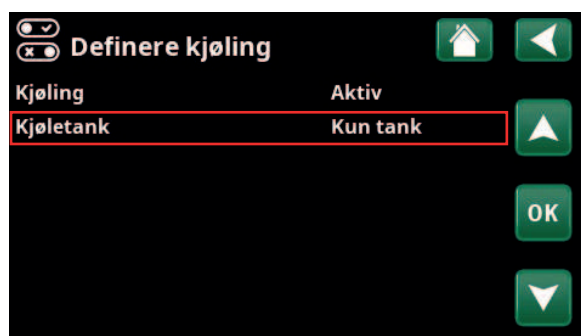 Definere kjøling
Kjøling Aktiv
Kjøletank Kun tank
OK